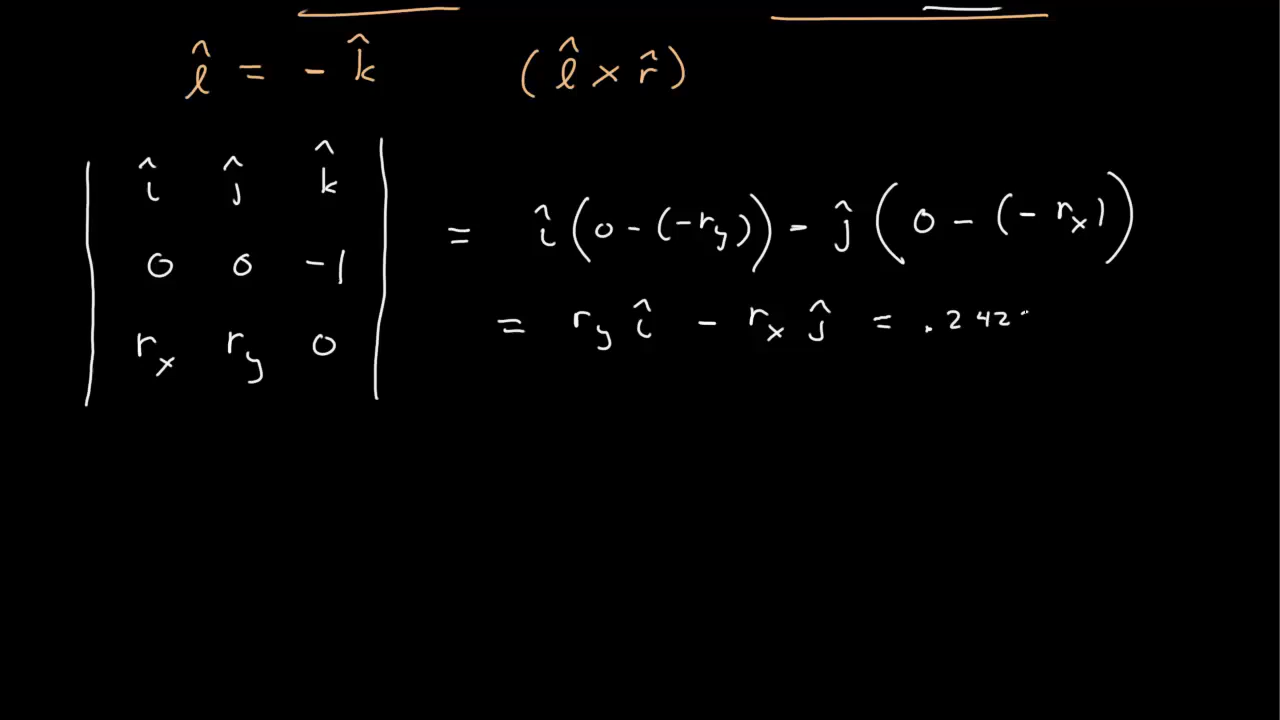 l̂ = - k̂ (l̂ × r̂)
| î ĵ k̂ |
| 0 0 -1 | = î(0-(-r_y)) - ĵ(0-(-r_x))
| r_x r_y 0 | = r_y î - r_x ĵ = .242